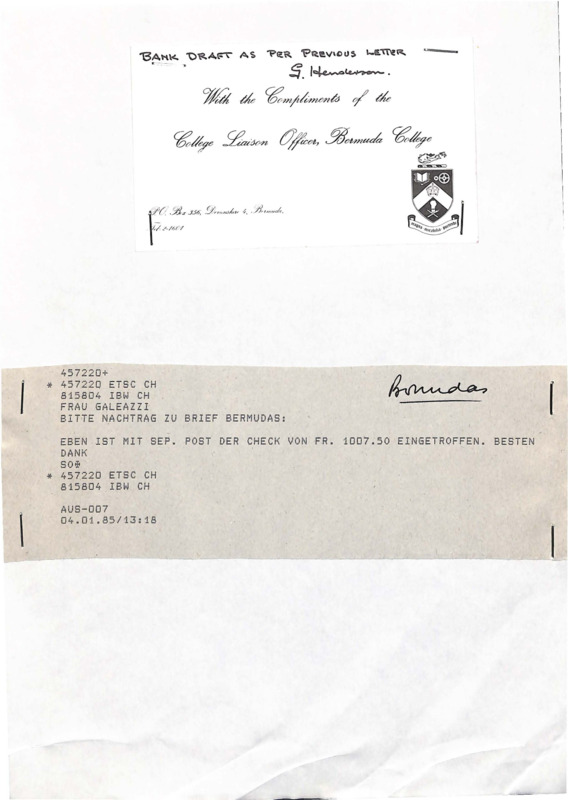 BANK DRAFT AS PER PREVIOUS LETTER
G. Henderson.
With the Compliments of the
College Liaison Officer, Bermuda College
P.O. Box 336, Devonshire 4, Bermuda.
457220+
* 457220 ETSC CH
815804 IBW CH
FRAU GALEAZZI
BITTE NACHTRAG ZU BRIEF BERMUDAS:
Bermudas
EBEN IST MIT SEP. POST DER CHECK VON FR. 1007.50 EINGETROFFEN. BESTEN
DANK
* 457220 ETSC CH
815804 IBW CH
AUS-007
04.01.85/13:18